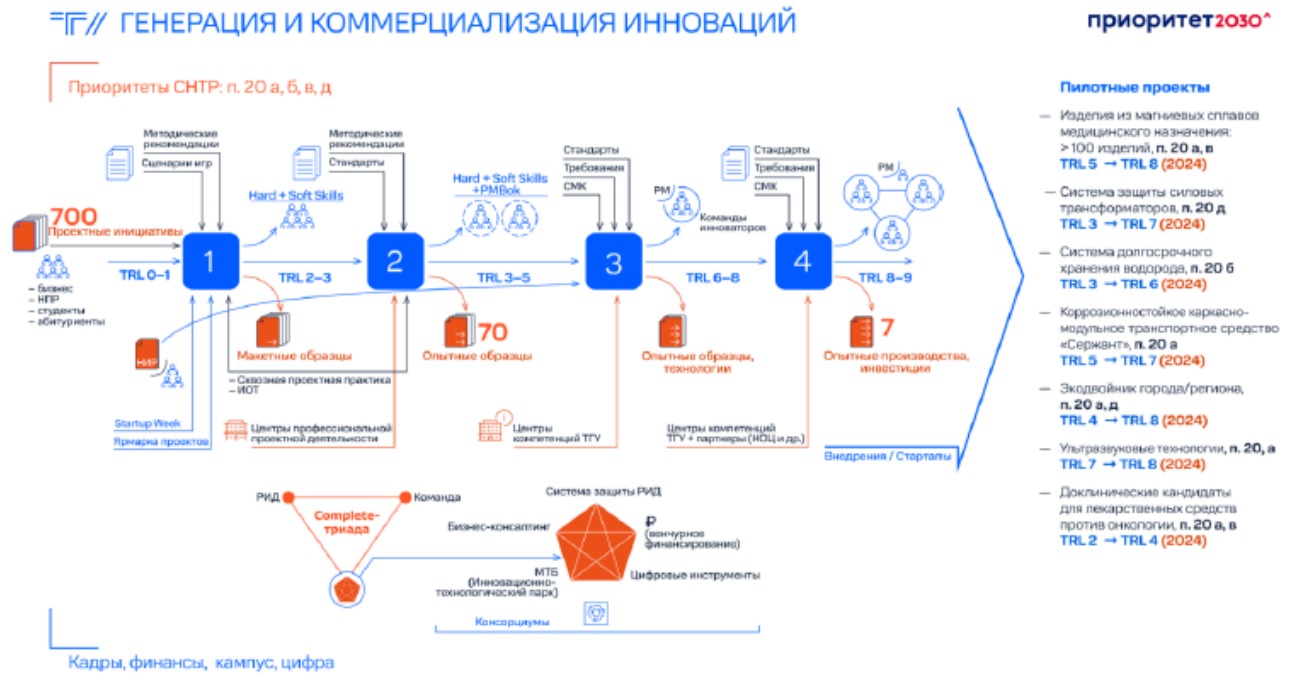 ГЕНЕРАЦИЯ И КОММЕРЦИАЛИЗАЦИЯ ИННОВАЦИЙ
приоритет2030^
Приоритеты СНТР: п. 20 а, б, в, д
Методические
рекомендации
Сценарии игр
Hard + Soft Skills
Методические
рекомендации
Стандарты
Hard + Soft Skills
+PMBok
Стандарты
Требования
СМК
PM
Команды
инноваторов
Стандарты
Требования
СМК
PM
700
Проектные инициативы
1
2
3
4
TRL 0–1
TRL 2–3
TRL 3–5
TRL 6–8
TRL 8–9
– бизнес
– НПР
– студенты
– абитуриенты
НИР
Макетные образцы
70
Опытные образцы
Опытные образцы,
технологии
7
Опытные производства,
инвестиции
– Сквозная проектная практика
– ИОТ
Startup Week
Ярмарка проектов
Центры профессиональной
проектной деятельности
Центры
компетенций ТГУ
Центры компетенций
ТГУ + партнеры (НОЦ и др.)
Внедрения / Стартапы
РИД
Команда
Complete-
триада
Система защиты РИД
Бизнес-консалтинг
₽
(венчурное
финансирование)
МТБ
(Инновационно-
технологический парк)
Цифровые инструменты
Консорциумы
Кадры, финансы, кампус, цифра
Пилотные проекты
— Изделия из магниевых сплавов
медицинского назначения:
> 100 изделий, п. 20 а, в
TRL 5 → TRL 8 (2024)
— Система защиты силовых
трансформаторов, п. 20 д
TRL 3 → TRL 7 (2024)
— Система долгосрочного
хранения водорода, п. 20 б
TRL 3 → TRL 6 (2024)
— Коррозионностойкое каркасно-
модульное транспортное средство
«Сержант», п. 20 а
TRL 5 → TRL 7 (2024)
— Экодвойник города/региона,
п. 20 а, д
TRL 4 → TRL 8 (2024)
— Ультразвуковые технологии, п. 20, а
TRL 7 → TRL 8 (2024)
— Доклинические кандидаты
для лекарственных средств
против онкологии, п. 20 а, в
TRL 2 → TRL 4 (2024)